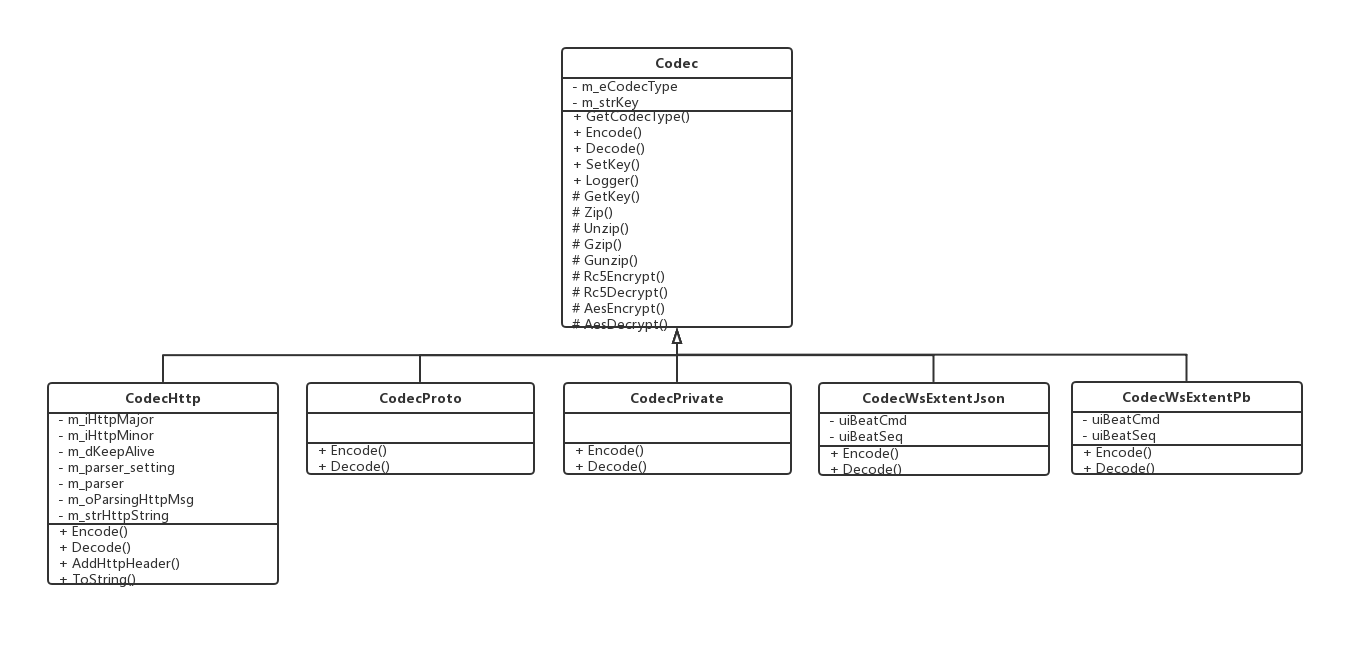 Codec
- m_eCodecType
- m_strKey
+ GetCodecType()
+ Encode()
+ Decode()
+ SetKey()
+ Logger()
# GetKey()
# Zip()
# Unzip()
# Gzip()
# Gunzip()
# Rc5Encrypt()
# Rc5Decrypt()
# AesEncrypt()
# AesDecrypt()
CodecHttp
- m_iHttpMajor
- m_iHttpMinor
- m_dKeepAlive
- m_parser_setting
- m_parser
- m_oParsingHttpMsg
- m_strHttpString
+ Encode()
+ Decode()
+ AddHttpHeader()
+ ToString()
CodecProto
+ Encode()
+ Decode()
CodecPrivate
+ Encode()
+ Decode()
CodecWsExtentJson
- uiBeatCmd
- uiBeatSeq
+ Encode()
+ Decode()
CodecWsExtentPb
- uiBeatCmd
- uiBeatSeq
+ Encode()
+ Decode()